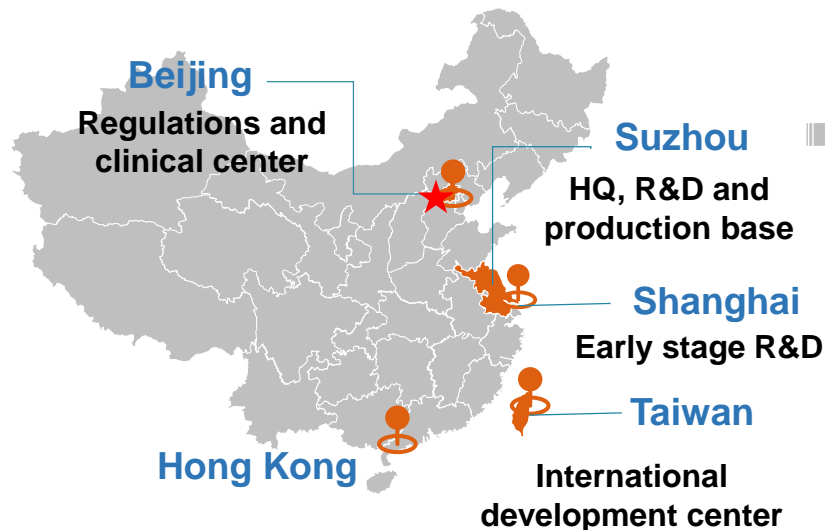 Beijing
Regulations and
clinical center
Suzhou
HQ, R&D and
production base
Shanghai
Early stage R&D
Taiwan
Hong Kong
International
development center